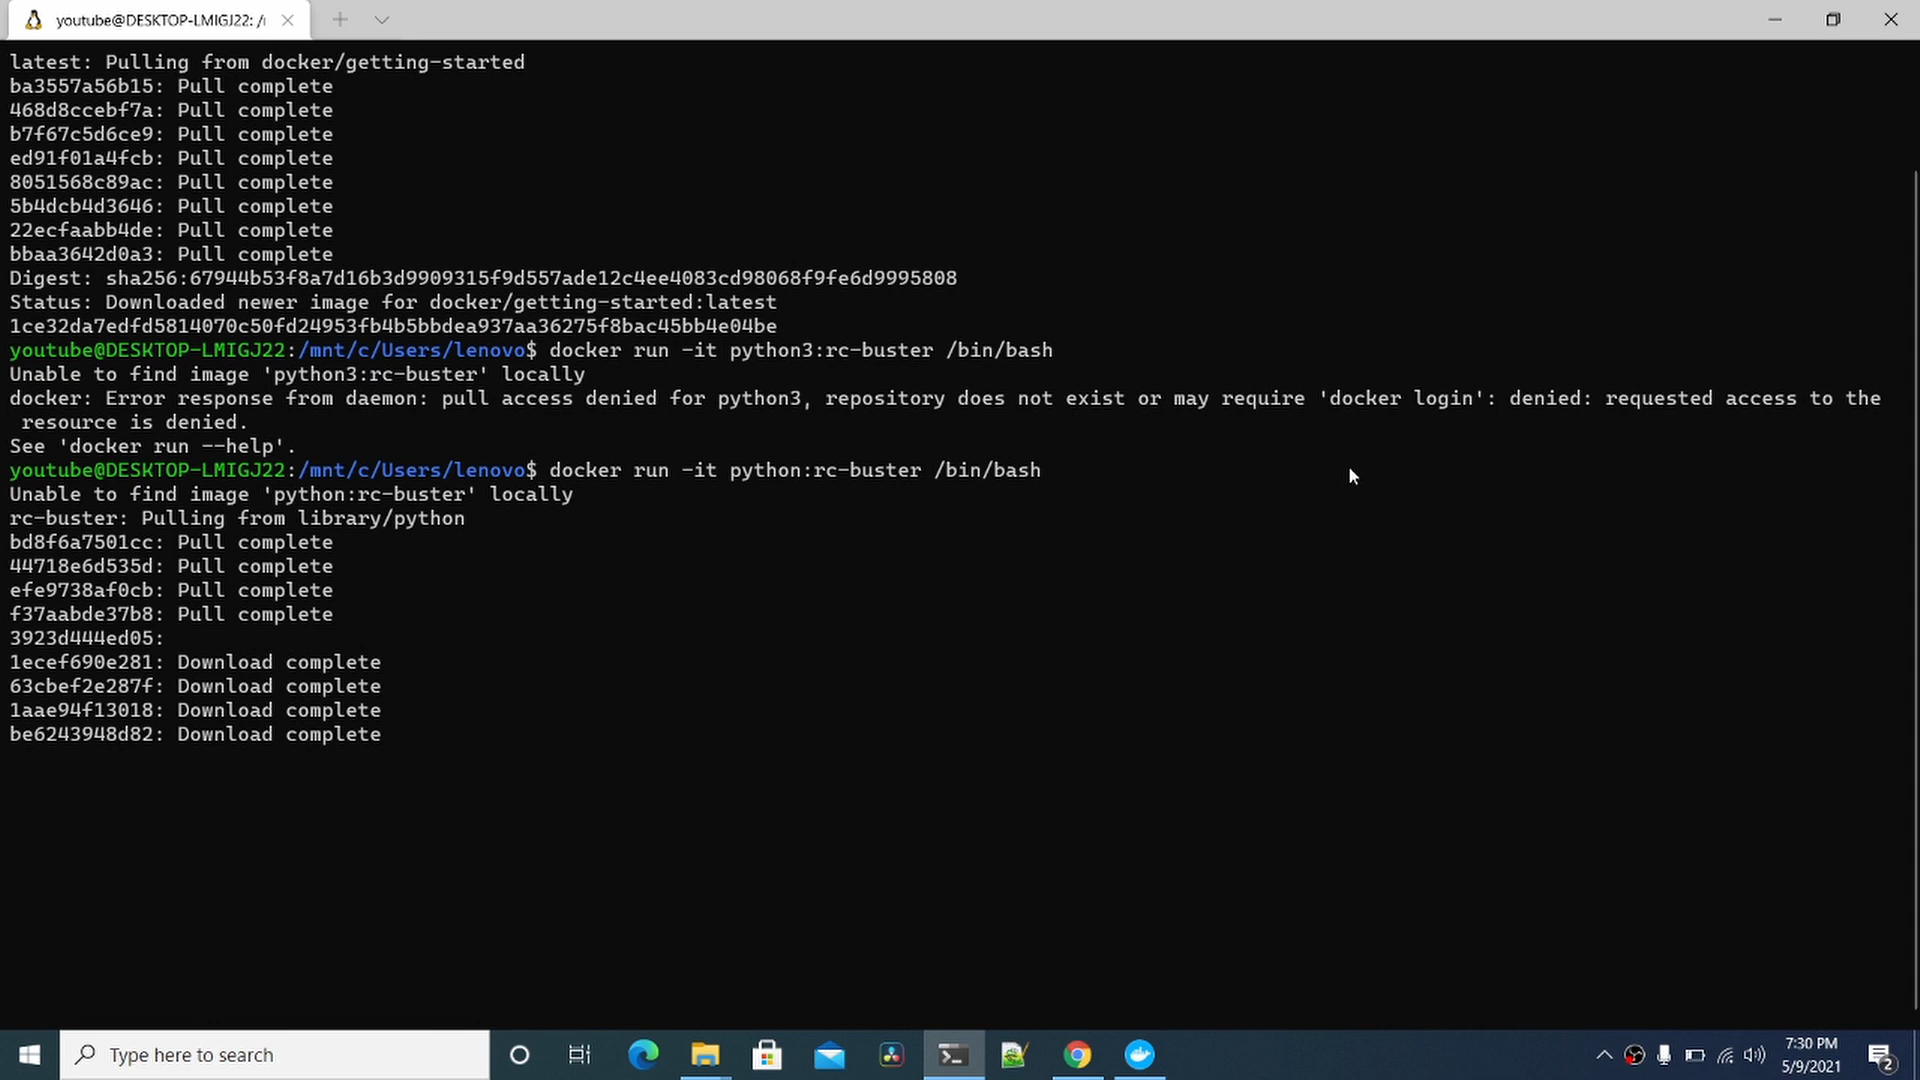 youtube@DESKTOP-LMIGJ22: /
latest: Pulling from docker/getting-started
ba3557a56b15: Pull complete
468d8ccebf7a: Pull complete
b7f67c5d6ce9: Pull complete
ed91f01a4fcb: Pull complete
8051568c89ac: Pull complete
5b4dcb4d3646: Pull complete
22ecfaabb4de: Pull complete
bbaa3642d0a3: Pull complete
Digest: sha256:67944b53f8a7d16b3d9909315f9d557ade12c4ee4083cd98068f9fe6d9995808
Status: Downloaded newer image for docker/getting-started:latest
1ce32da7edfd5814070c50fd24953fb4b5bbdea937aa36275f8bac45bb4e04be
youtube@DESKTOP-LMIGJ22:/mnt/c/Users/lenovo$ docker run -it python3:rc-buster /bin/bash
Unable to find image 'python3:rc-buster' locally
docker: Error response from daemon: pull access denied for python3, repository does not exist or may require 'docker login': denied: requested access to the
resource is denied.
See 'docker run --help'.
youtube@DESKTOP-LMIGJ22:/mnt/c/Users/lenovo$ docker run -it python:rc-buster /bin/bash
Unable to find image 'python:rc-buster' locally
rc-buster: Pulling from library/python
bd8f6a7501cc: Pull complete
44718e6d535d: Pull complete
efe9738af0cb: Pull complete
f37aabde37b8: Pull complete
3923d444ed05:
1ecef690e281: Download complete
63cbef2e287f: Download complete
1aae94f13018: Download complete
be6243948d82: Download complete
Type here to search
7:30 PM
5/9/2021
2